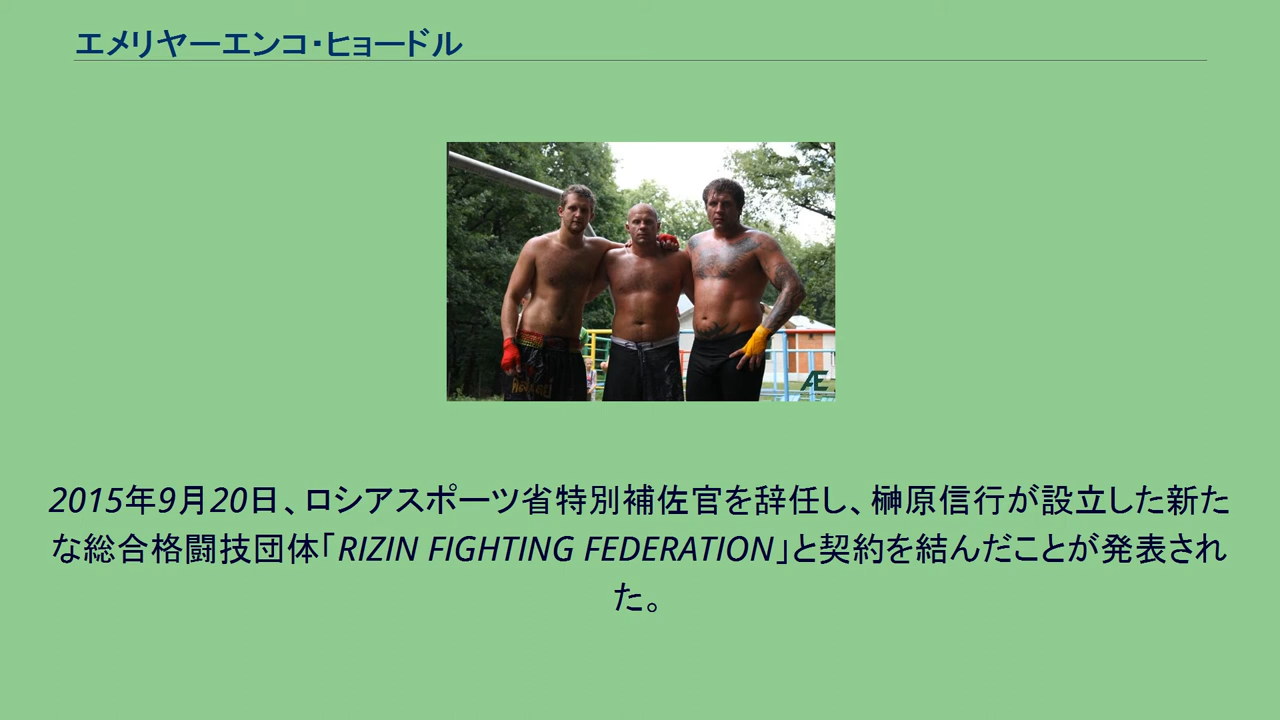 エメリヤーエンコ・ヒョードル
Æ
2015年9月20日、ロシアスポーツ省特別補佐官を辞任し、榊原信行が設立した新た
な総合格闘技団体「RIZIN FIGHTING FEDERATION」と契約を結んだことが発表され
た。